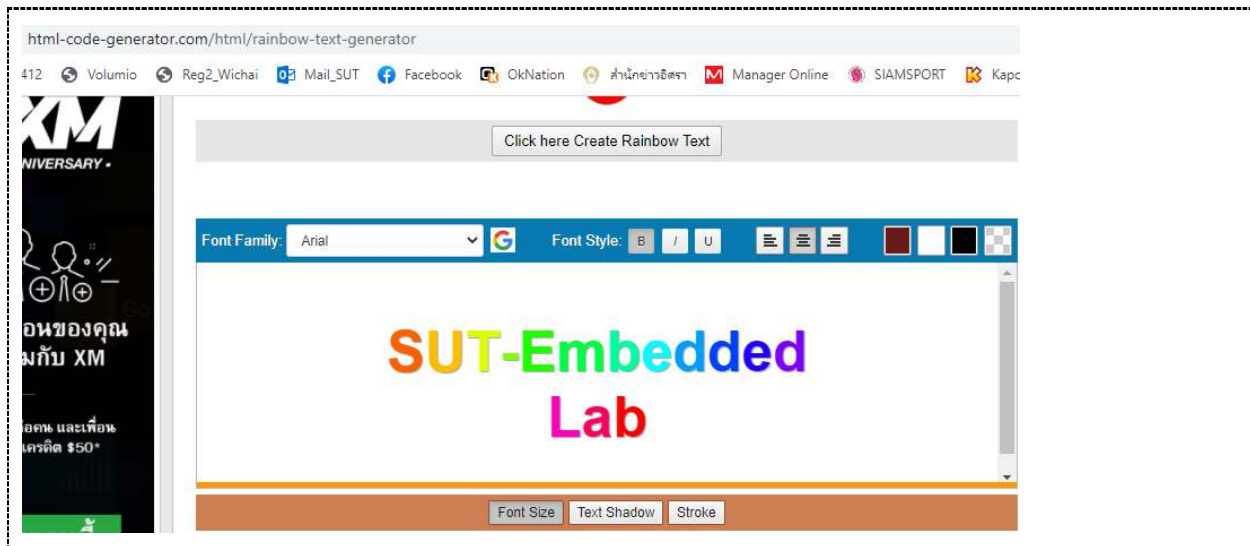 html-code-generator.com/html/rainbow-text-generator
412 Volumio Reg2_Wichai Mail_SUT Facebook OkNation สำนักข่าวอิศรา Manager Online SIAMSPORT Kapo
XM
NIVERSARY
Click here Create Rainbow Text
Font Family: Arial Font Style: B I U
SUT-Embedded
Lab
อนของคุณ
มกับ XM
และเพื่อน
เครดิต $50*
Font Size Text Shadow Stroke